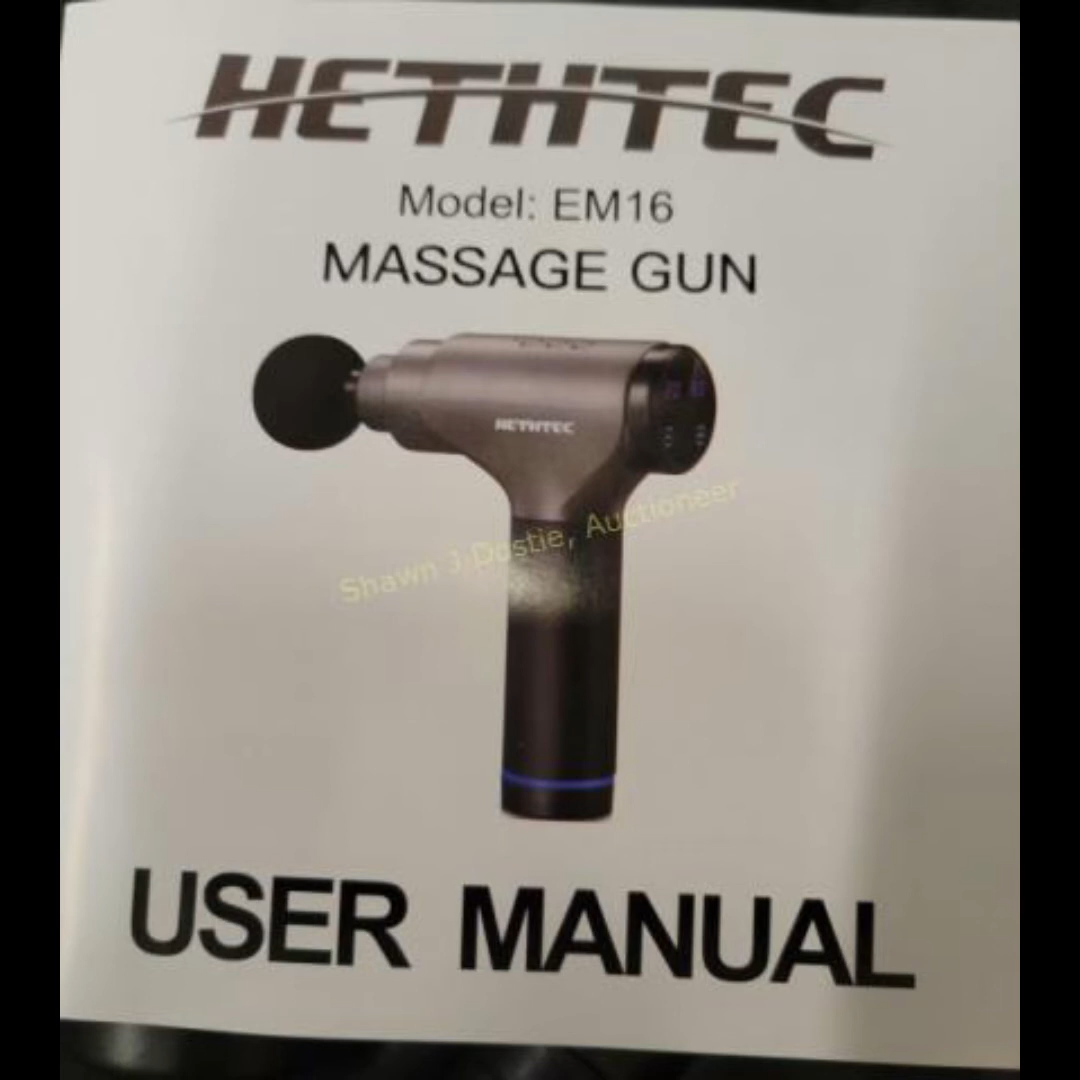 HETHTEC
Model: EM16
MASSAGE GUN
HETHTEC
Shawn J Dostie, Auctioneer
USER MANUAL